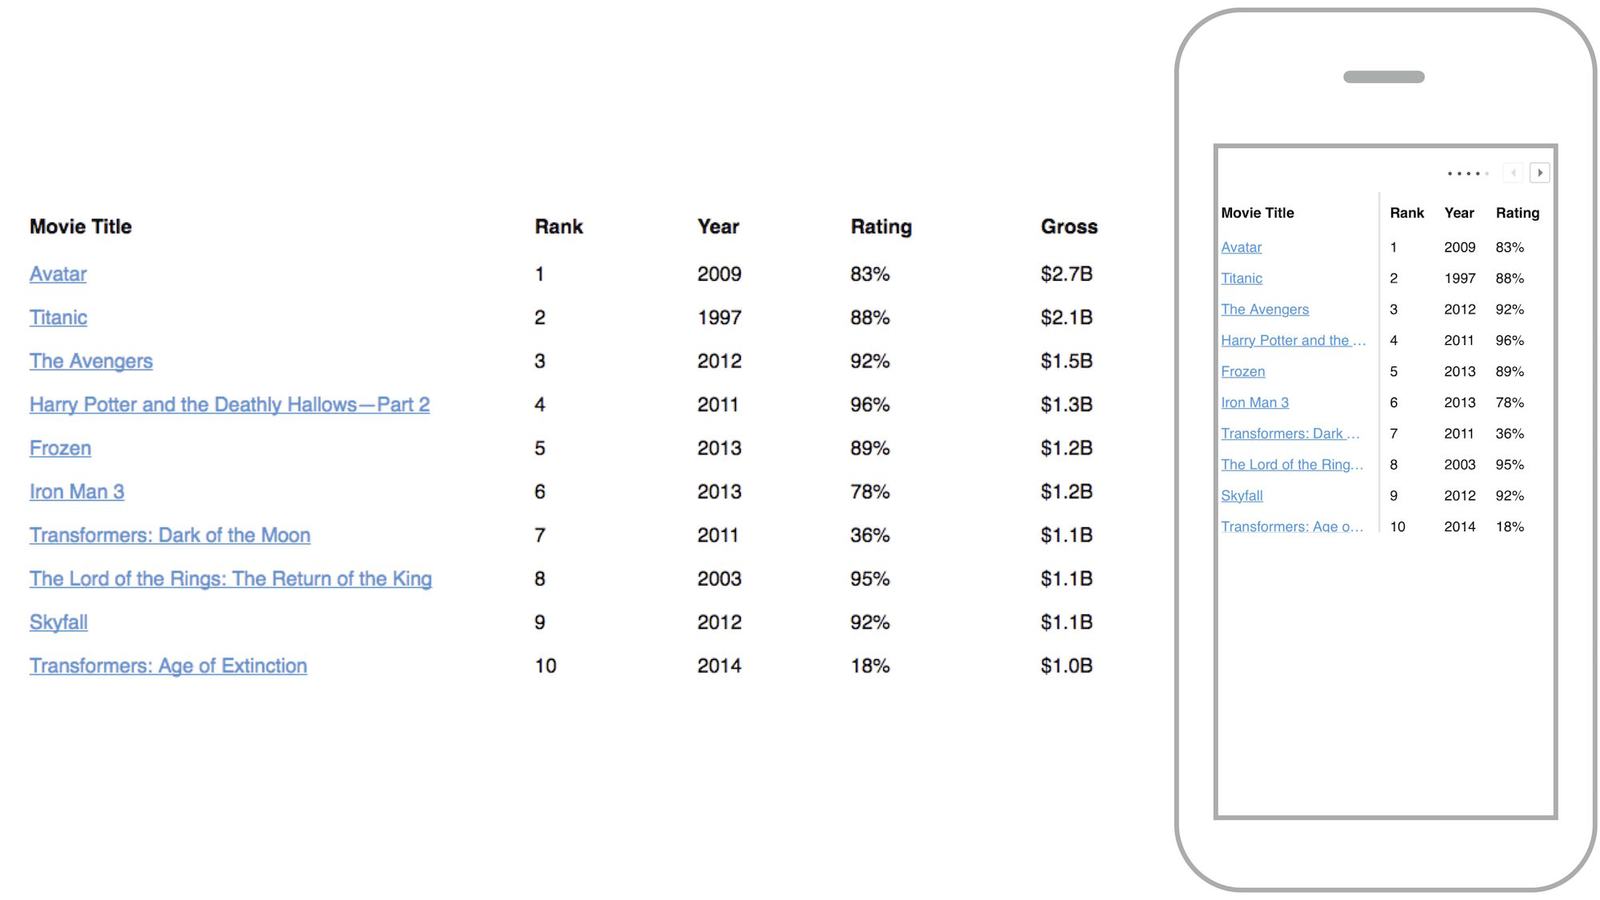 Movie Title Rank Year Rating Gross
Avatar 1 2009 83% $2.7B
Titanic 2 1997 88% $2.1B
The Avengers 3 2012 92% $1.5B
Harry Potter and the Deathly Hallows—Part 2 4 2011 96% $1.3B
Frozen 5 2013 89% $1.2B
Iron Man 3 6 2013 78% $1.2B
Transformers: Dark of the Moon 7 2011 36% $1.1B
The Lord of the Rings: The Return of the King 8 2003 95% $1.1B
Skyfall 9 2012 92% $1.1B
Transformers: Age of Extinction 10 2014 18% $1.0B
Movie Title Rank Year Rating
Avatar 1 2009 83%
Titanic 2 1997 88%
The Avengers 3 2012 92%
Harry Potter and the ... 4 2011 96%
Frozen 5 2013 89%
Iron Man 3 6 2013 78%
Transformers: Dark ... 7 2011 36%
The Lord of the Ring... 8 2003 95%
Skyfall 9 2012 92%
Transformers: Age o... 10 2014 18%